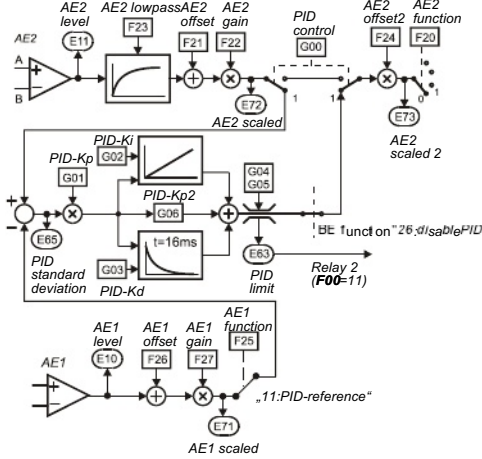 AE2 level
AE2 lowpass
AE2 offset
AE2 gain
PID control
AE2 offset2
AE2 function
E11
F23
F21
F22
G00
F24
F20
AE2
A
B
1
1
0
1
E72
AE2 scaled
E73
AE2 scaled 2
PID-Ki
G02
PID-Kp
G01
PID-Kp2
G06
G04
G05
E65
PID standard deviation
t=16ms
G03
PID-Kd
E63
PID limit
BE function" 26:disablePID
Relay 2
(F00=11)
AE1 level
AE1 offset
AE1 gain
AE1 function
E10
F26
F27
F25
AE1
„11:PID-reference“
E71
AE1 scaled